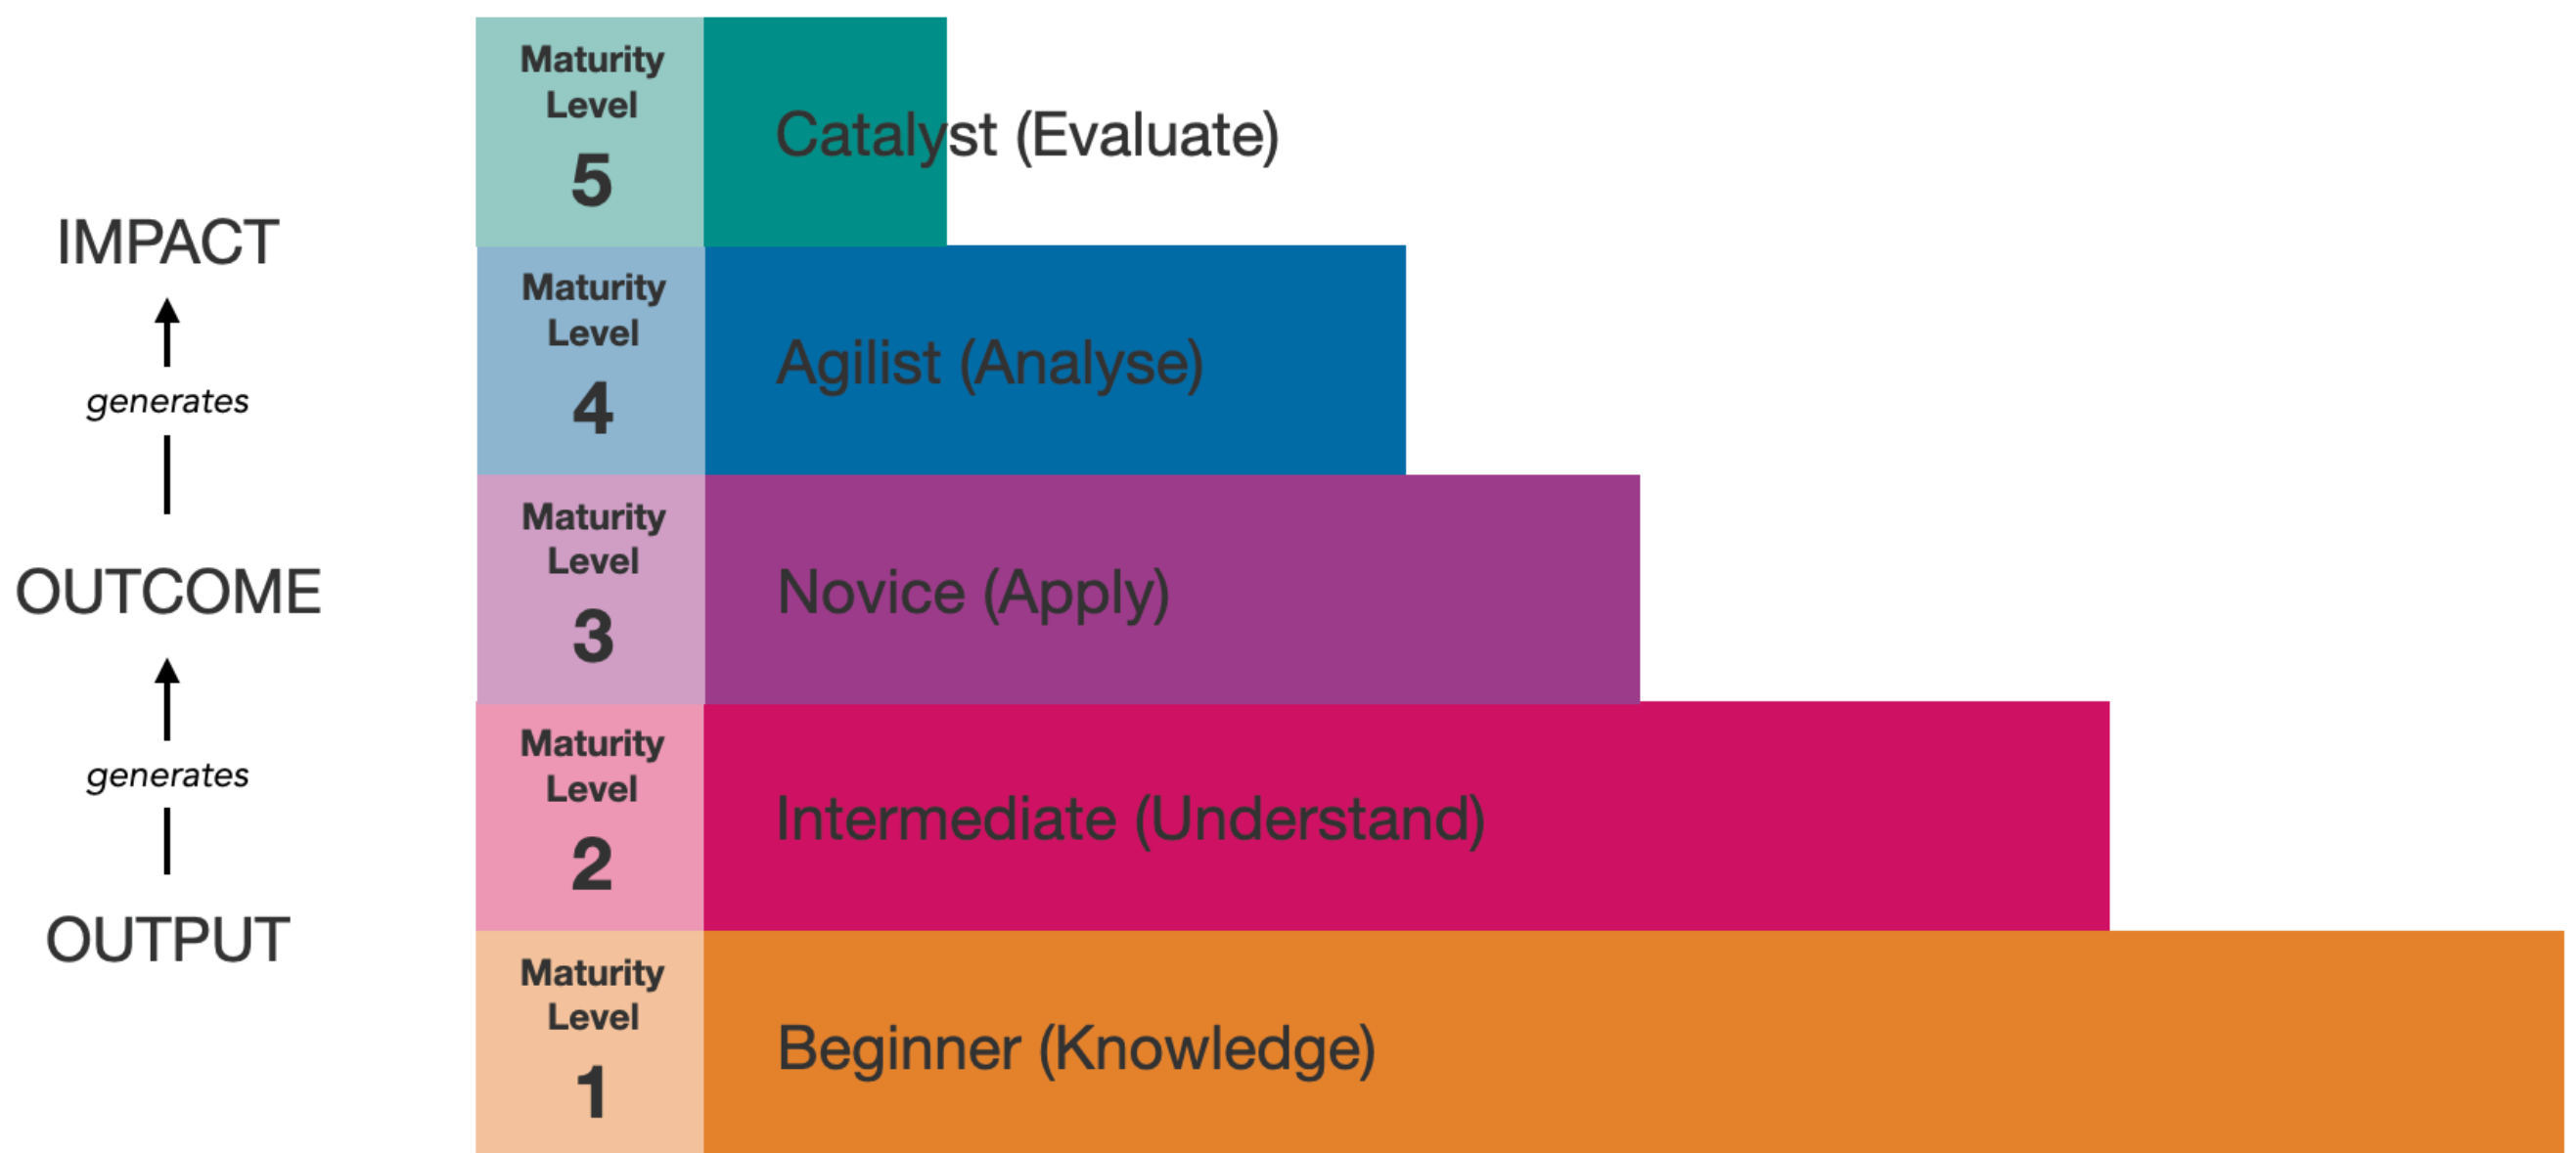 IMPACT
generates
OUTCOME
generates
OUTPUT
Maturity
Level
5
Catalyst (Evaluate)
Maturity
Level
4
Agilist (Analyse)
Maturity
Level
3
Novice (Apply)
Maturity
Level
2
Intermediate (Understand)
Maturity
Level
1
Beginner (Knowledge)